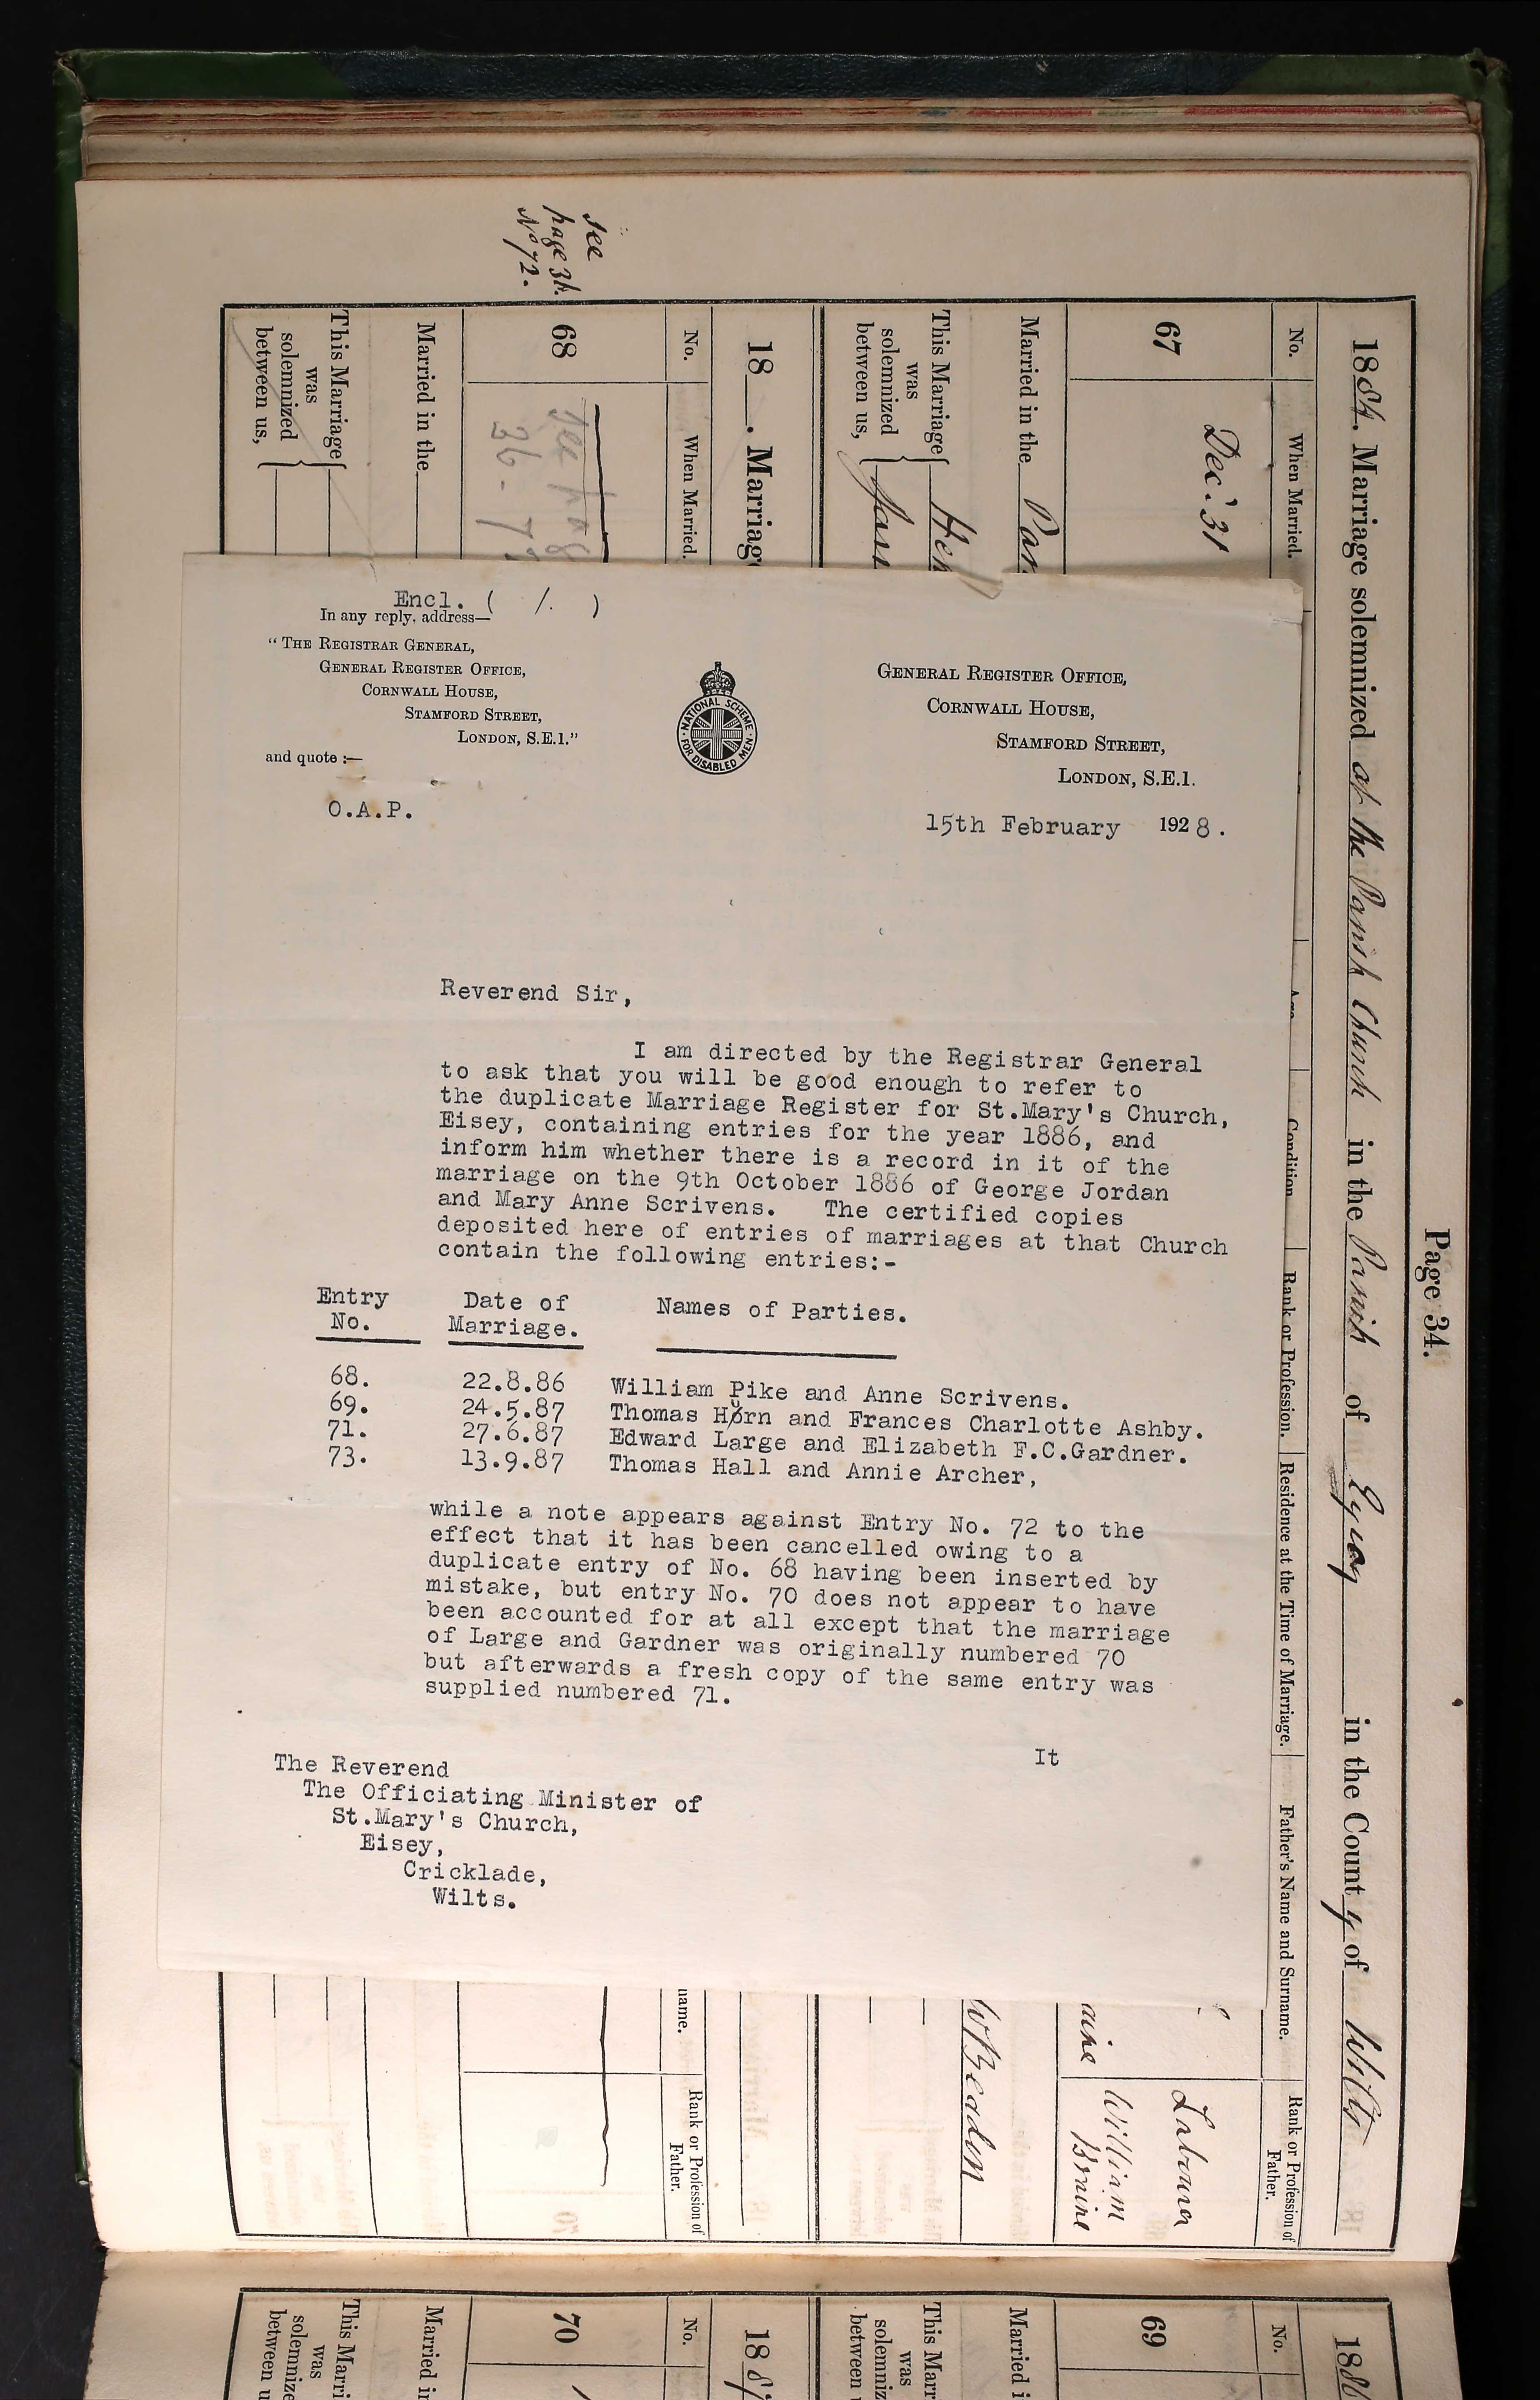 Page 34.
1884. Marriage solemnized at the Parish Church in the Parish of Eysey in the County of Wilts
No.
When Married.
Age
Condition
Rank or Profession.
Residence at the Time of Marriage.
Father's Name and Surname.
Rank or Profession of Father.
67
Dec. 31
Labourer
William Brine
Married in the
This Marriage was solemnized between us,
18 . Marriag
No.
When Married.
name.
Rank or Profession of Father.
68
see page
36 - 7
Married in the
This Marriage was solemnized between us,
see
page 36.
No 72.
Encl. ( 1. )
In any reply, address—
"THE REGISTRAR GENERAL,
GENERAL REGISTER OFFICE,
CORNWALL HOUSE,
STAMFORD STREET,
LONDON, S.E.1."
and quote :—
O.A.P.
NATIONAL SCHEME FOR DISABLED MEN
GENERAL REGISTER OFFICE,
CORNWALL HOUSE,
STAMFORD STREET,
LONDON, S.E.1.
15th February 1928.
Reverend Sir,
I am directed by the Registrar General
to ask that you will be good enough to refer to
the duplicate Marriage Register for St.Mary's Church,
Eisey, containing entries for the year 1886, and
inform him whether there is a record in it of the
marriage on the 9th October 1886 of George Jordan
and Mary Anne Scrivens. The certified copies
deposited here of entries of marriages at that Church
contain the following entries:-
Entry No. Date of Marriage. Names of Parties.
68. 22.8.86 William Pike and Anne Scrivens.
69. 24.5.87 Thomas Hurn and Frances Charlotte Ashby.
71. 27.6.87 Edward Large and Elizabeth F.C.Gardner.
73. 13.9.87 Thomas Hall and Annie Archer,
while a note appears against Entry No. 72 to the
effect that it has been cancelled owing to a
duplicate entry of No. 68 having been inserted by
mistake, but entry No. 70 does not appear to have
been accounted for at all except that the marriage
of Large and Gardner was originally numbered 70
but afterwards a fresh copy of the same entry was
supplied numbered 71.
It
The Reverend
The Officiating Minister of
St.Mary's Church,
Eisey,
Cricklade,
Wilts.
188
No.
69
Married i
This Marri
was
solemniz
between
188
No.
70
Married in
This Marri
was
solemnize
between u